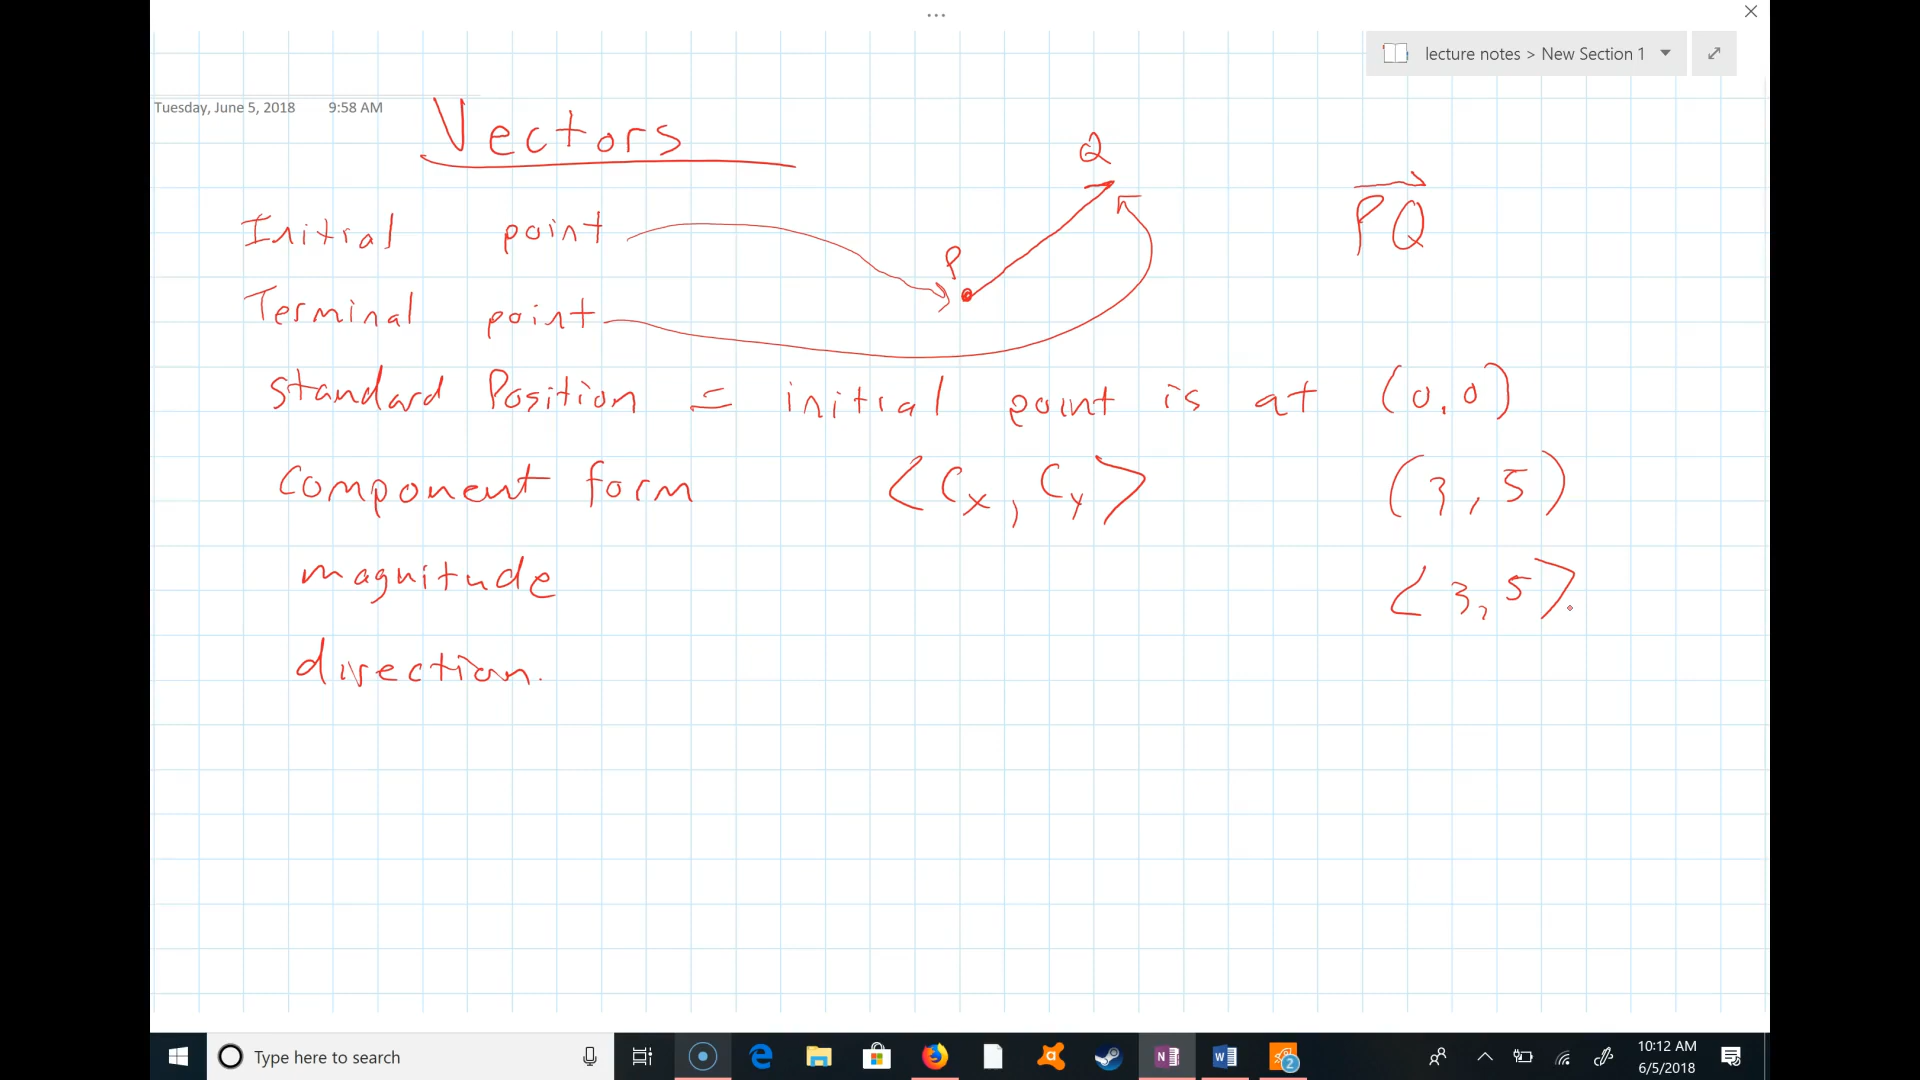 ...
lecture notes > New Section 1
Tuesday, June 5, 2018 9:58 AM
Vectors
Q
PQ
Initial point
P
Terminal point
Standard Position = initial point is at (0,0)
component form <Cx, Cy> (3,5)
magnitude <3,5>
direction.
Type here to search
N
W
2
10:12 AM
6/5/2018